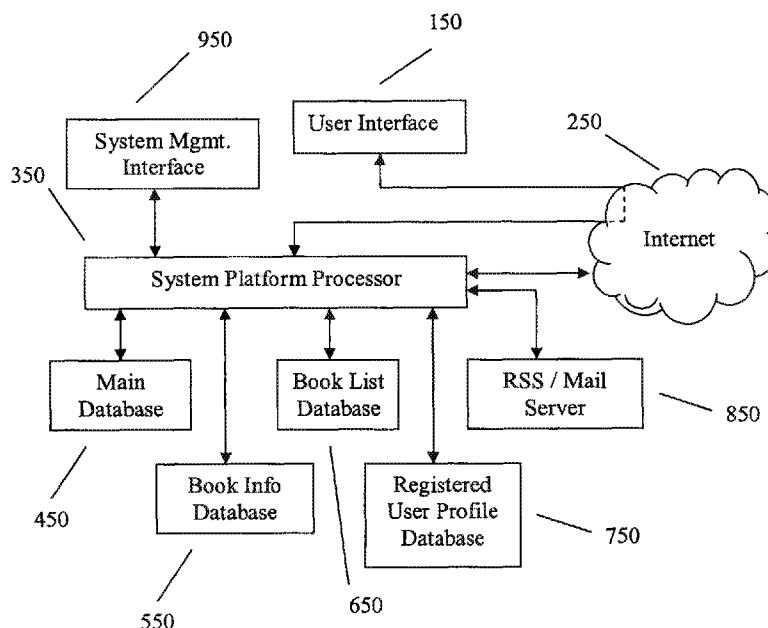 950
150
System Mgmt.
Interface
User Interface
250
350
Internet
System Platform Processor
Main
Database
Book List
Database
RSS / Mail
Server
850
450
Book Info
Database
Registered
User Profile
Database
750
550
650